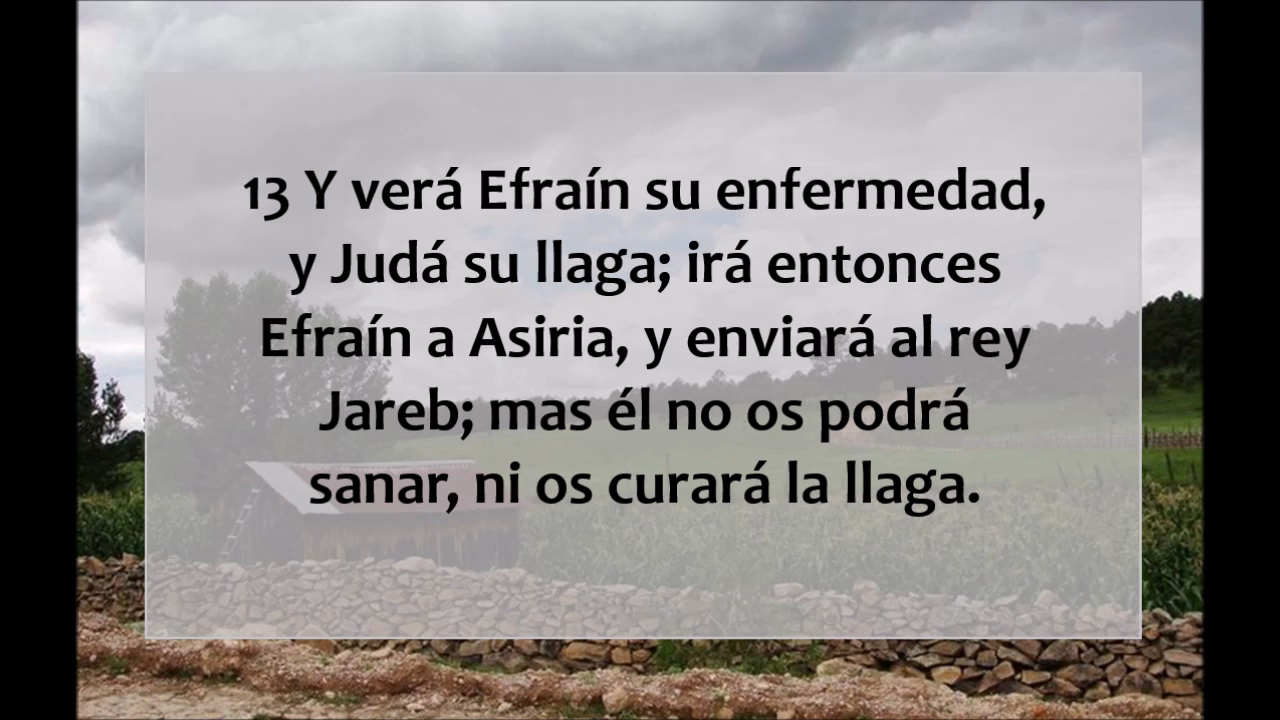 13 Y verá Efraín su enfermedad,
y Judá su llaga; irá entonces
Efraín a Asiria, y enviará al rey
Jareb; mas él no os podrá
sanar, ni os curará la llaga.